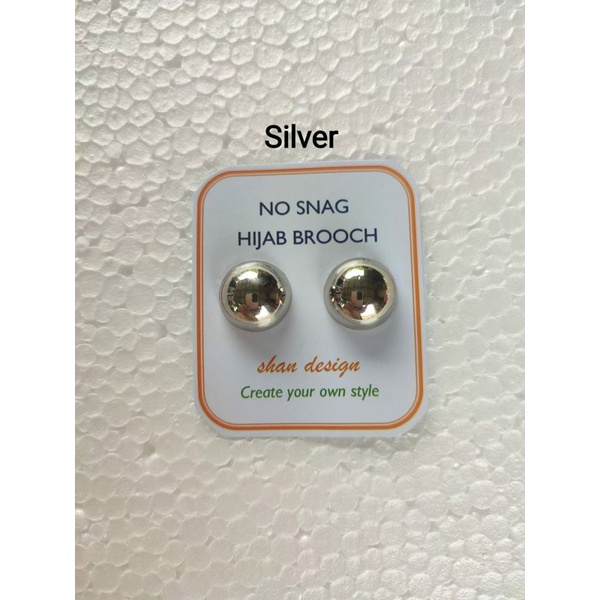 Silver
NO SNAG
HIJAB BROOCH
shan design
Create your own style